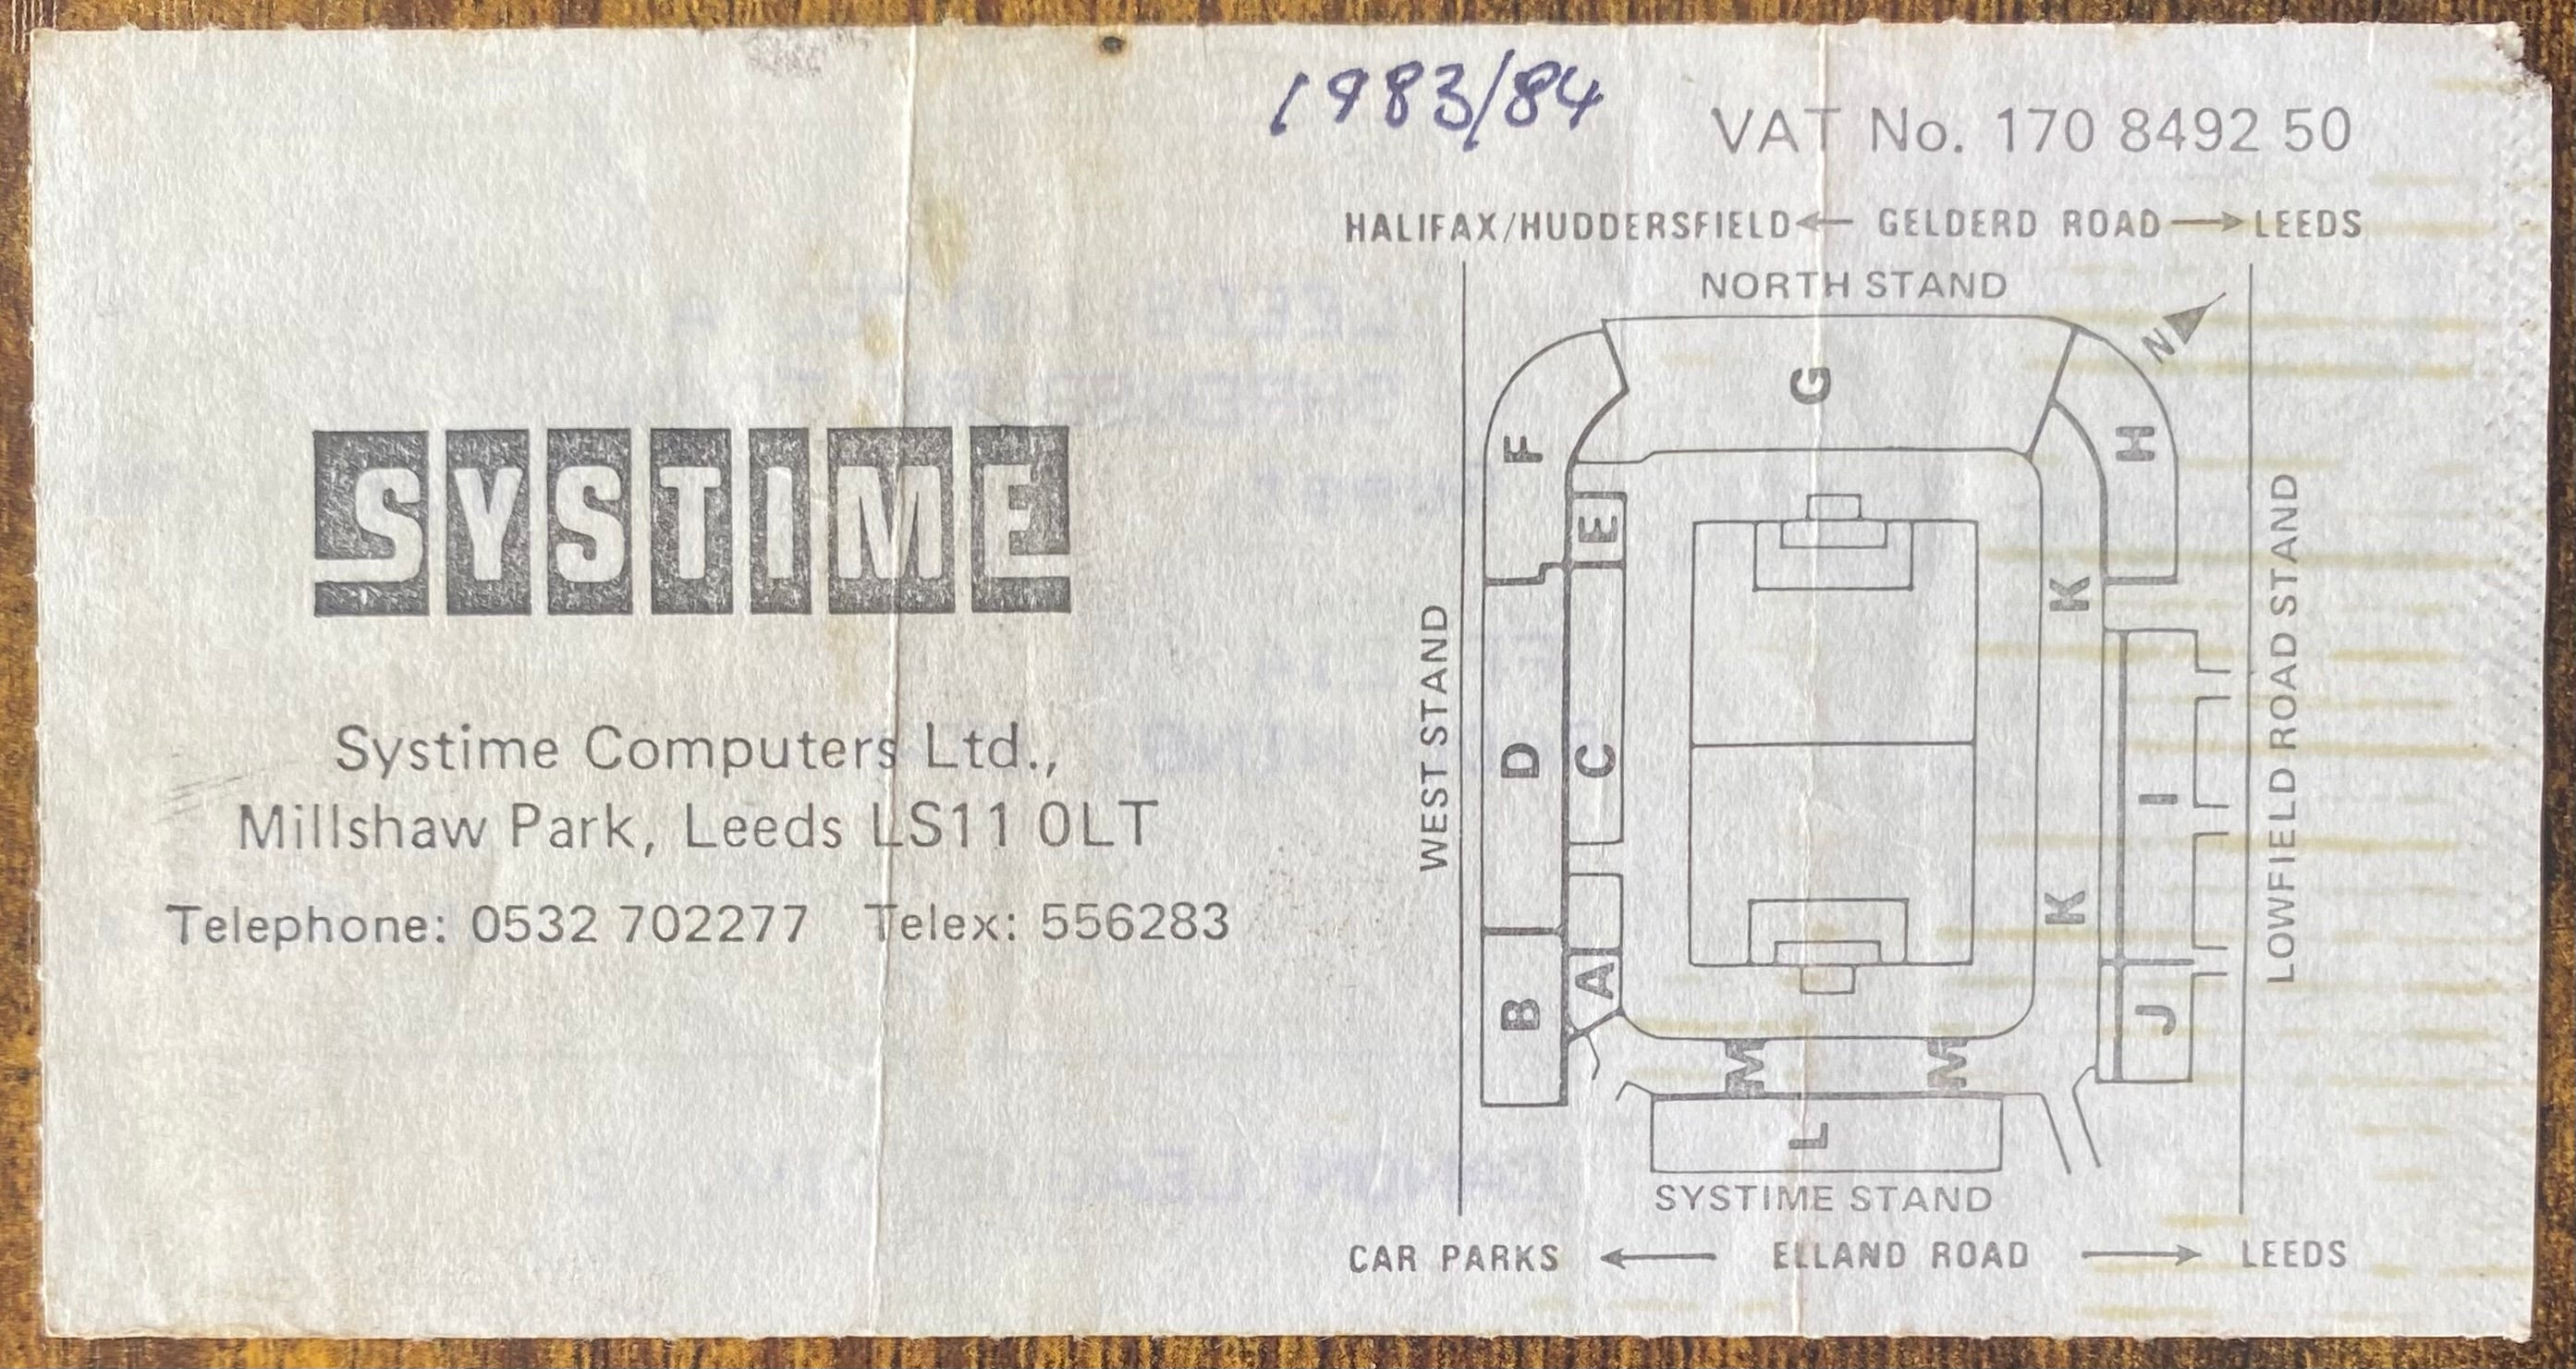 1983/84
VAT No. 170 8492 50
SYSTIME
Systime Computers Ltd.,
Millshaw Park, Leeds LS11 0LT
Telephone: 0532 702277 Telex: 556283
HALIFAX/HUDDERSFIELD ← GELDERD ROAD → LEEDS
NORTH STAND
N
G
F
H
E
K
WEST STAND
D
C
I
LOWFIELD ROAD STAND
K
A
B
J
M M
L
SYSTIME STAND
CAR PARKS ← ELLAND ROAD → LEEDS